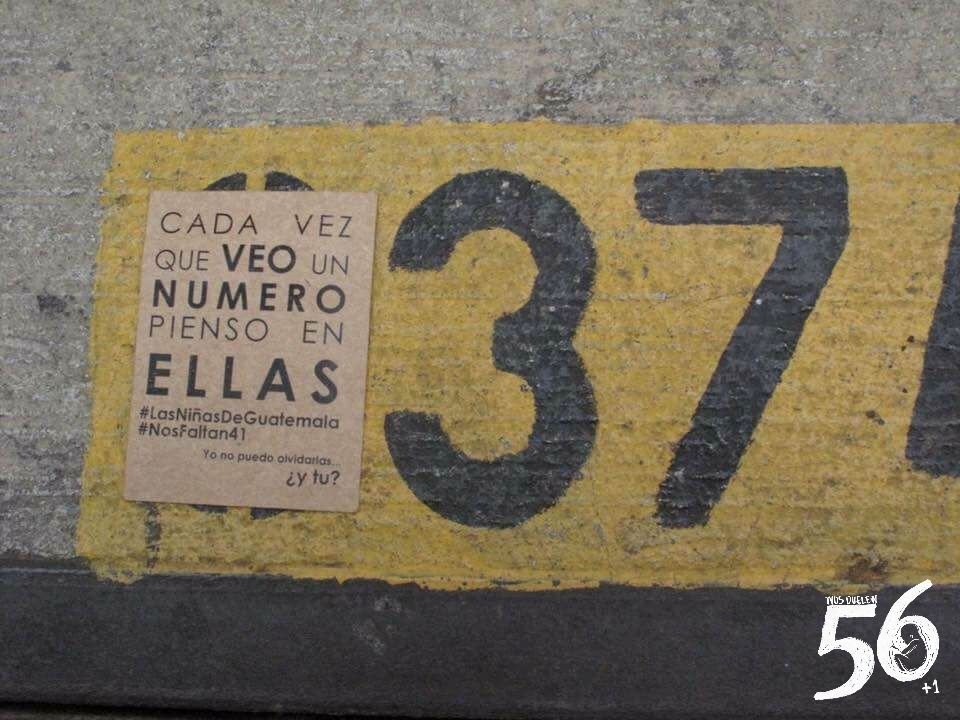 CADA VEZ
QUE VEO UN
NUMERO
PIENSO EN
ELLAS
#LasNiñasDeGuatemala
#NosFaltan41
Yo no puedo olvidarlas...
¿y tu?
37
NOS DUELEN
56
+1